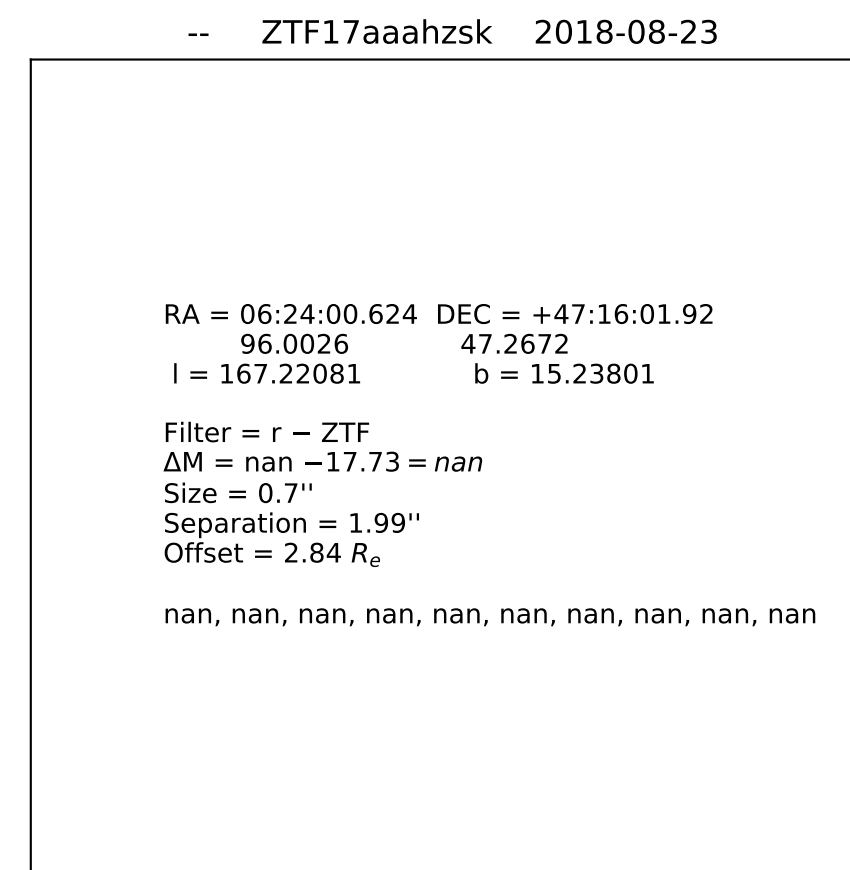 -- ZTF17aaahzsk 2018-08-23
RA = 06:24:00.624 DEC = +47:16:01.92
96.0026 47.2672
l = 167.22081 b = 15.23801
Filter = r − ZTF
ΔM = nan −17.73 = nan
Size = 0.7''
Separation = 1.99''
Offset = 2.84 Re
nan, nan, nan, nan, nan, nan, nan, nan, nan, nan